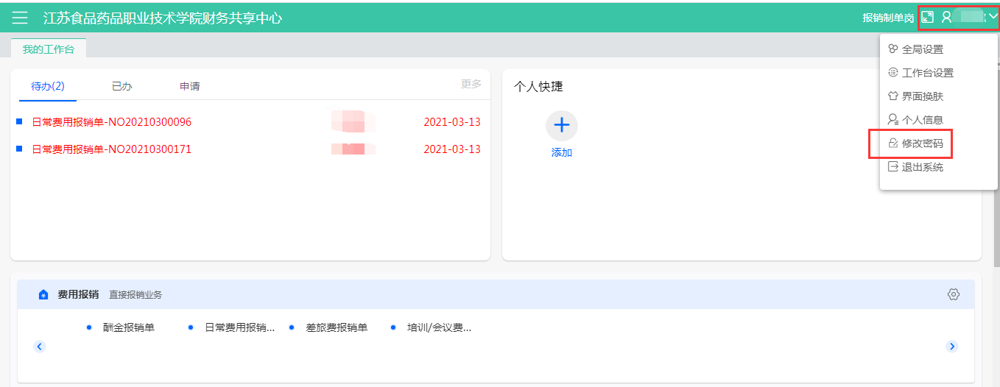 江苏食品药品职业技术学院财务共享中心
报销制单岗
我的工作台
全局设置
工作台设置
界面换肤
个人信息
修改密码
退出系统
待办(2)
已办
申请
更多
日常费用报销单-NO20210300096
2021-03-13
日常费用报销单-NO20210300171
2021-03-13
个人快捷
添加
费用报销 直接报销业务
酬金报销单
日常费用报销...
差旅费报销单
培训/会议费...